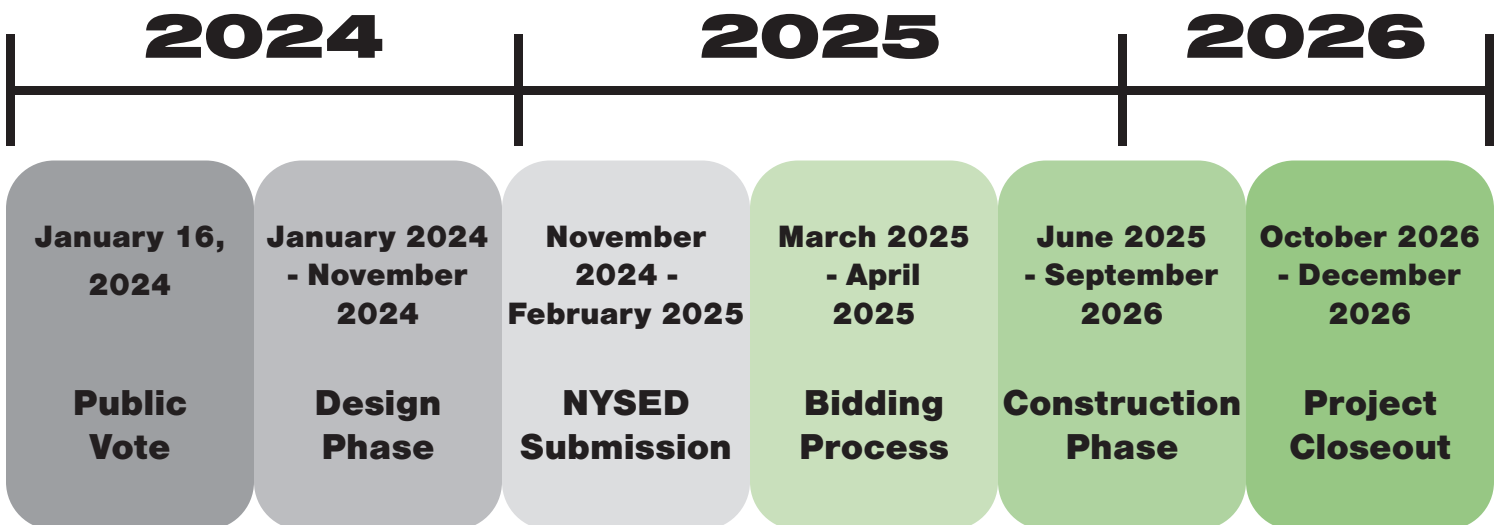 2024
2025
2026
January 16,
2024
Public
Vote
January 2024
- November
2024
Design
Phase
November
2024 -
February 2025
NYSED
Submission
March 2025
- April
2025
Bidding
Process
June 2025
- September
2026
Construction
Phase
October 2026
- December
2026
Project
Closeout